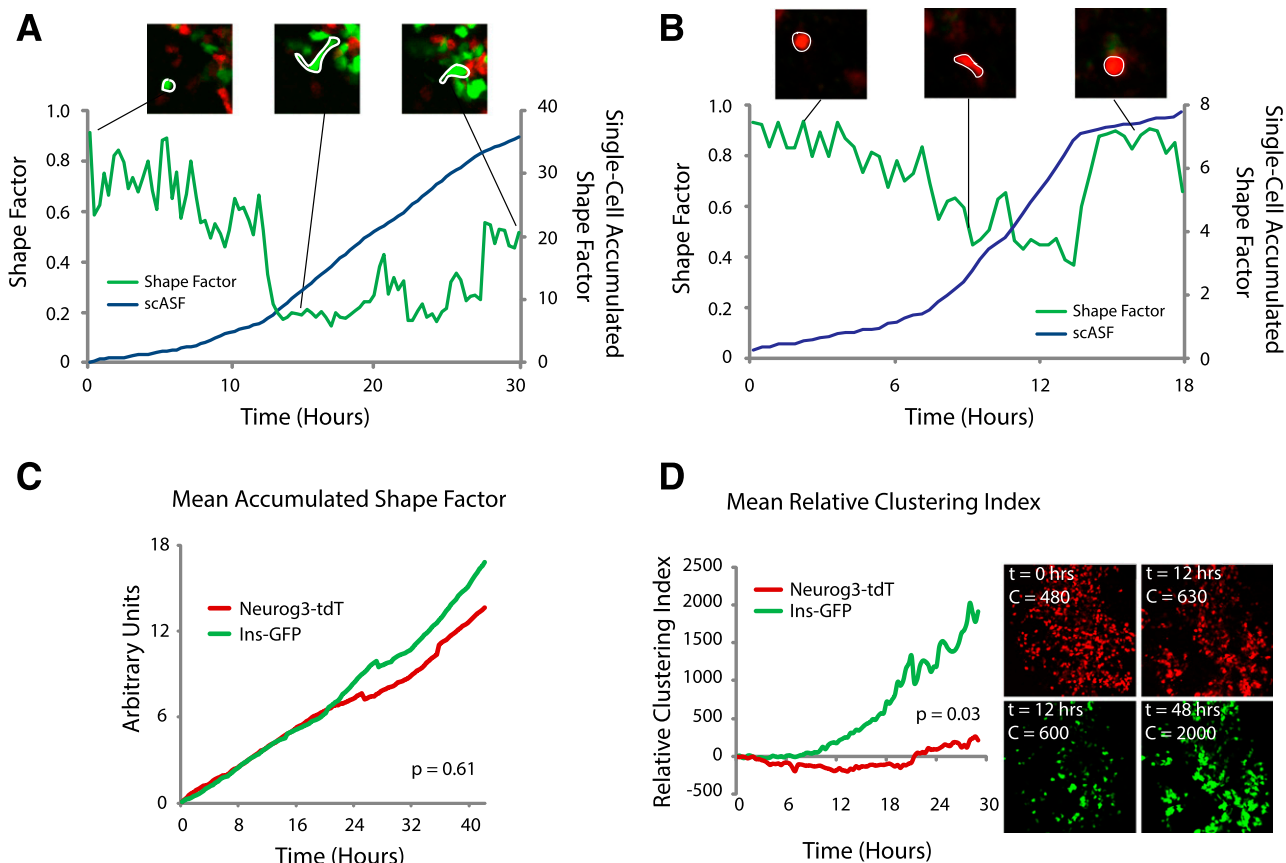 A
1.0
0.8
0.6
0.4
0.2
0
Shape Factor
40
30
20
10
0
Single-Cell Accumulated
Shape Factor
Shape Factor
scASF
0
10
20
30
Time (Hours)
B
1.0
0.8
0.6
0.4
0.2
0
Shape Factor
8
6
4
2
0
Single-Cell Accumulated
Shape Factor
Shape Factor
scASF
0
6
12
18
Time (Hours)
C
Mean Accumulated Shape Factor
18
12
6
0
Arbitrary Units
Neurog3-tdT
Ins-GFP
p = 0.61
0
8
16
24
32
40
Time (Hours)
D
Mean Relative Clustering Index
2500
2000
1500
1000
500
0
-500
Relative Clustering Index
Neurog3-tdT
Ins-GFP
p = 0.03
0
6
12
18
24
30
Time (Hours)
t = 0 hrs
C = 480
t = 12 hrs
C = 630
t = 12 hrs
C = 600
t = 48 hrs
C = 2000